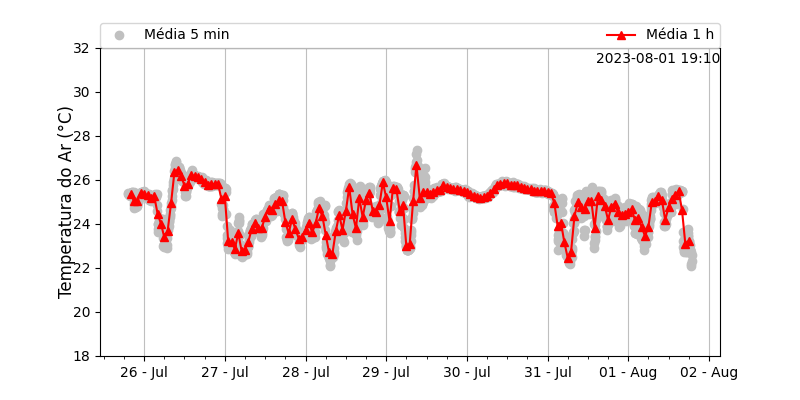 Média 5 min
Média 1 h
2023-08-01 19:10
Temperatura do Ar (°C)
32
30
28
26
24
22
20
18
26 - Jul
27 - Jul
28 - Jul
29 - Jul
30 - Jul
31 - Jul
01 - Aug
02 - Aug